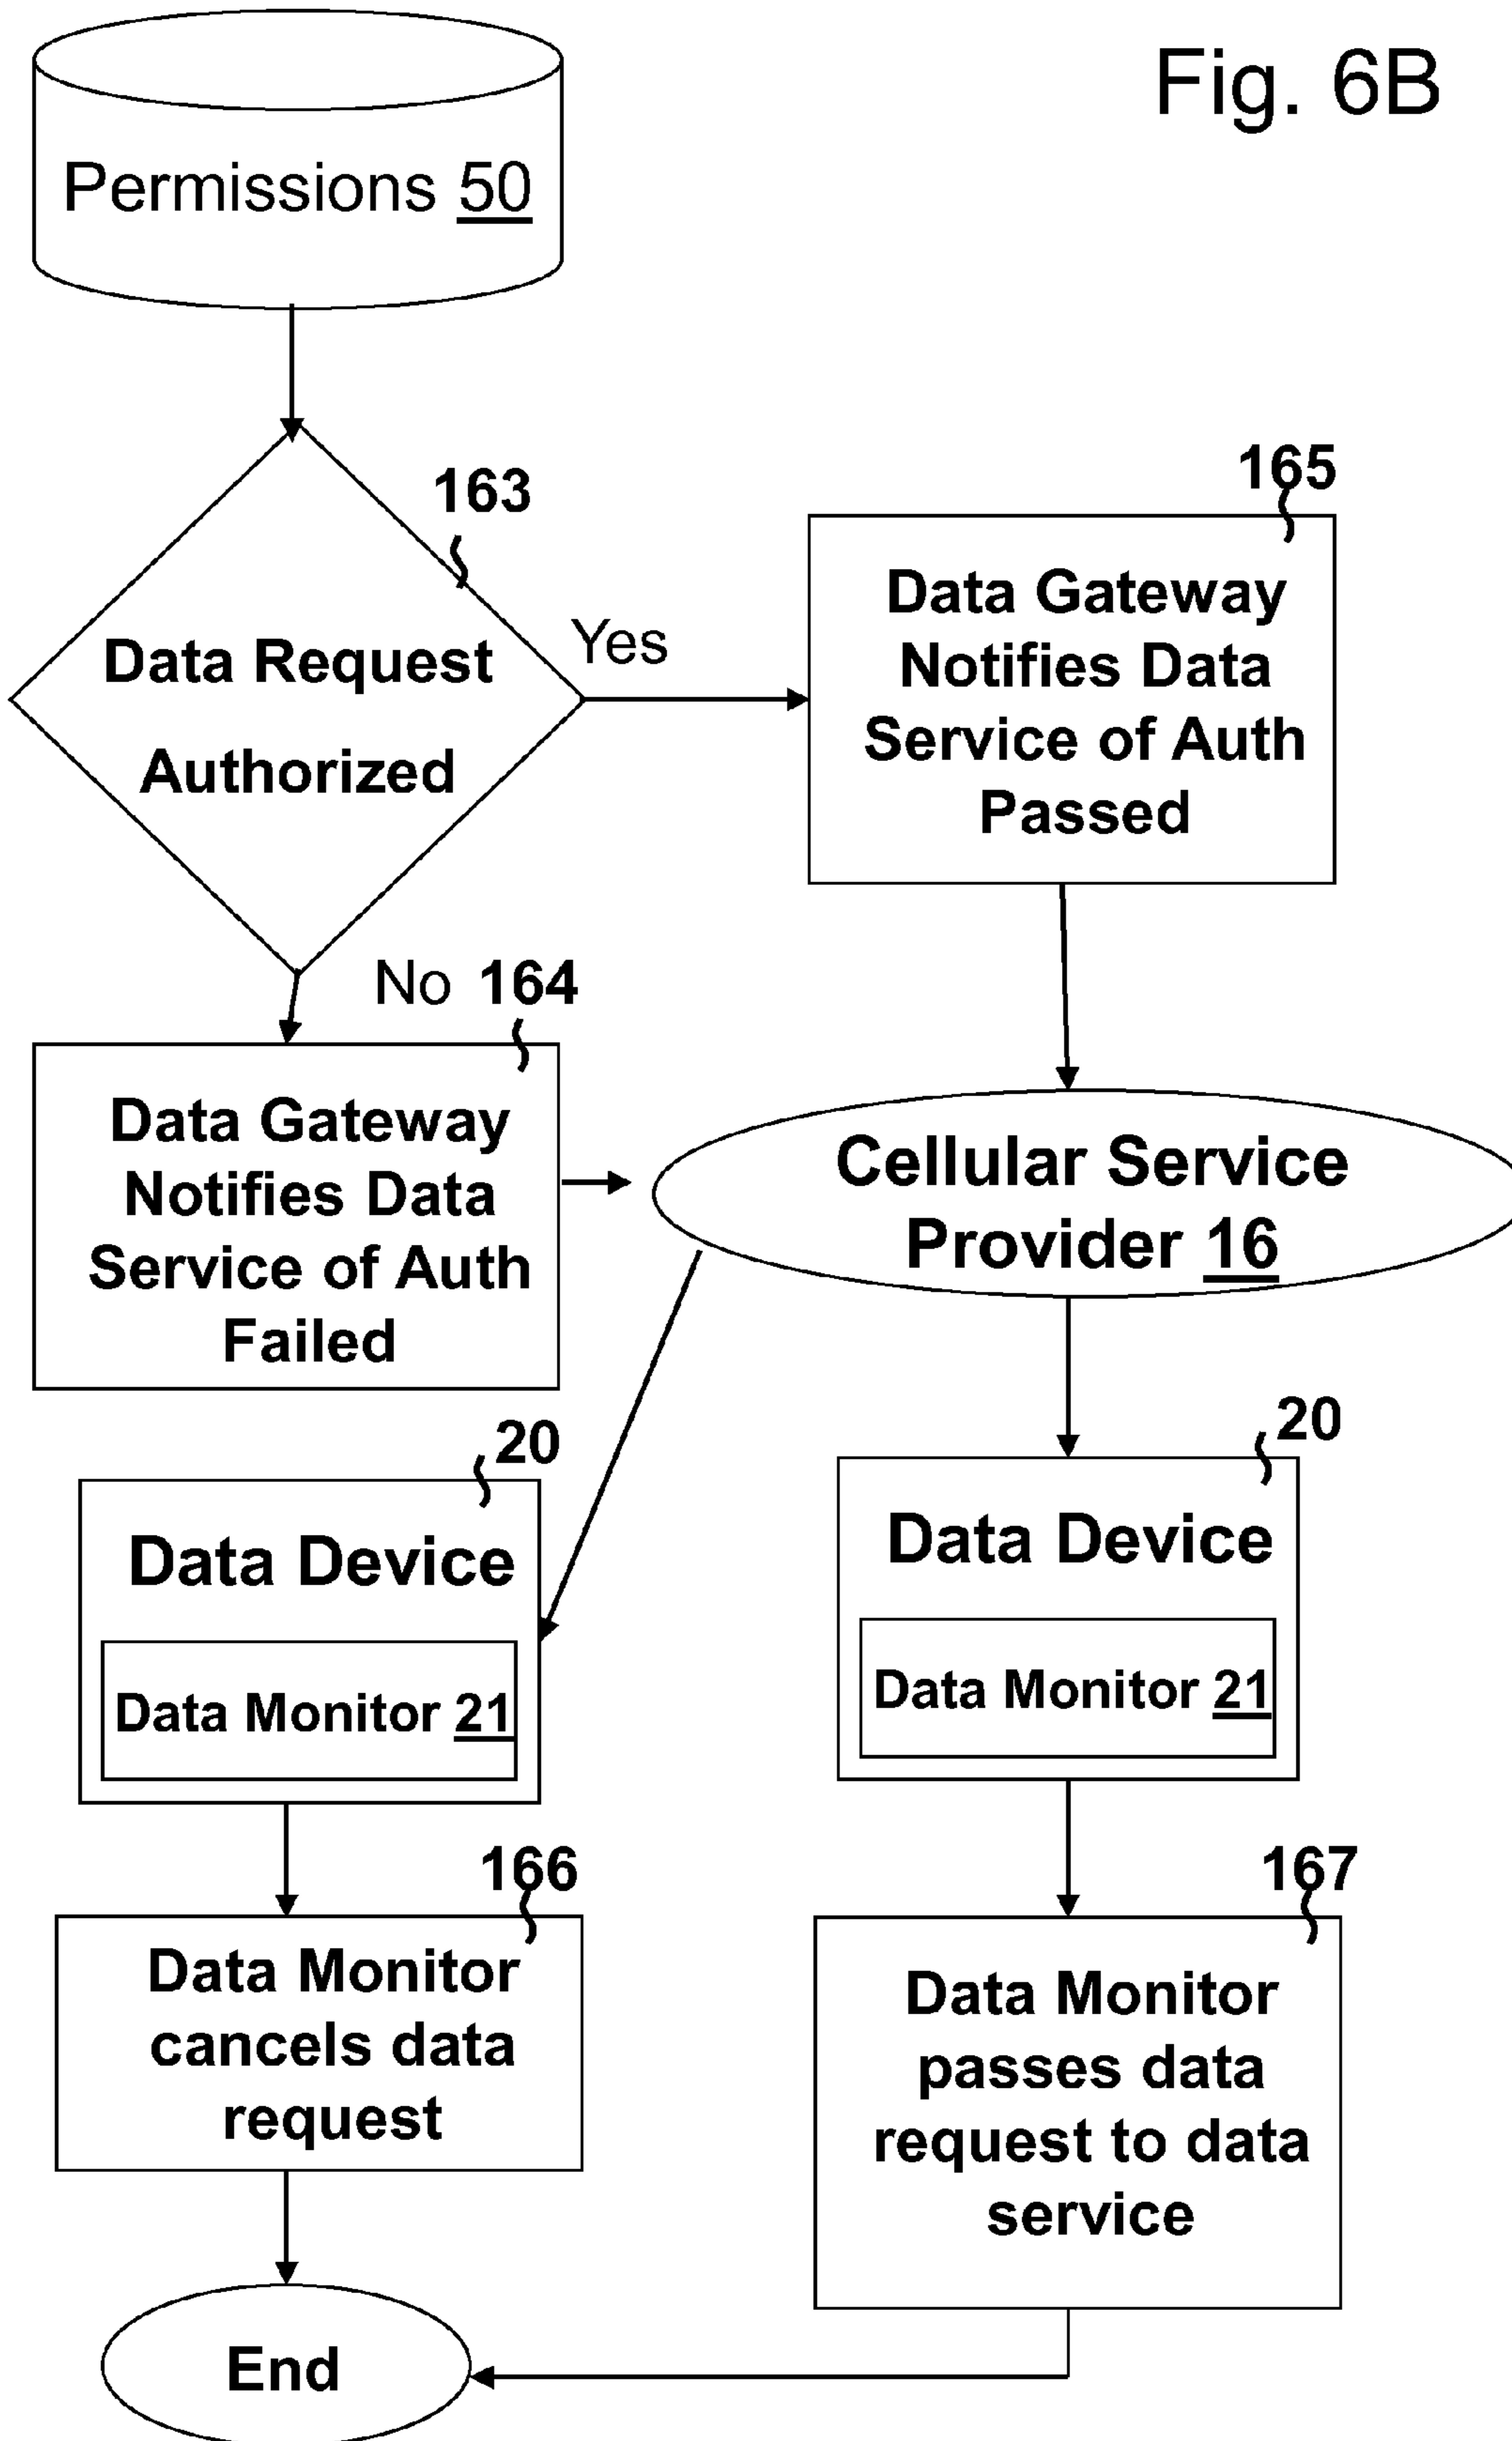 Fig. 6B
Permissions 50
163
Data Request
Authorized
Yes
165
Data Gateway
Notifies Data
Service of Auth
Passed
No 164
Data Gateway
Notifies Data
Service of Auth
Failed
Cellular Service
Provider 16
20
Data Device
Data Monitor 21
20
Data Device
Data Monitor 21
166
Data Monitor
cancels data
request
167
Data Monitor
passes data
request to data
service
End